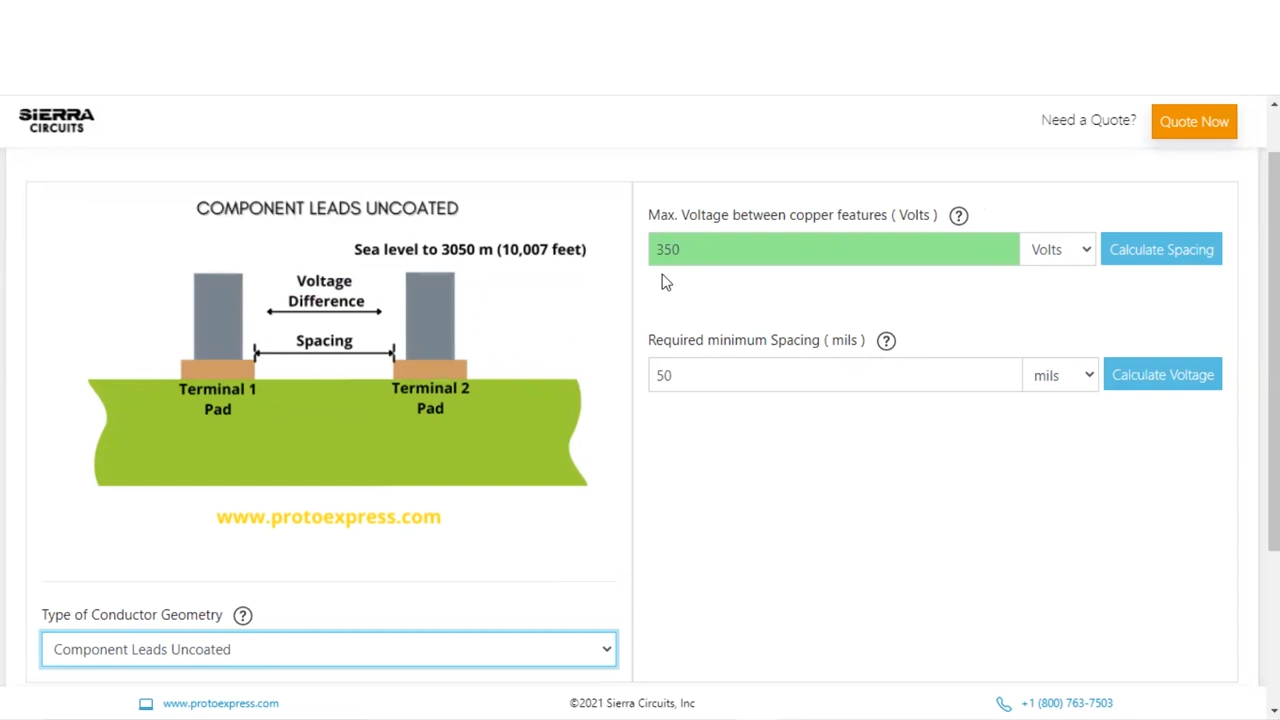 SIERRA
CIRCUITS
Need a Quote?
Quote Now
COMPONENT LEADS UNCOATED
Sea level to 3050 m (10,007 feet)
Voltage
Difference
Spacing
Terminal 1
Pad
Terminal 2
Pad
www.protoexpress.com
Type of Conductor Geometry ?
Component Leads Uncoated
Max. Voltage between copper features ( Volts ) ?
350
Volts
Calculate Spacing
Required minimum Spacing ( mils ) ?
50
mils
Calculate Voltage
www.protoexpress.com
©2021 Sierra Circuits, Inc
+1 (800) 763-7503